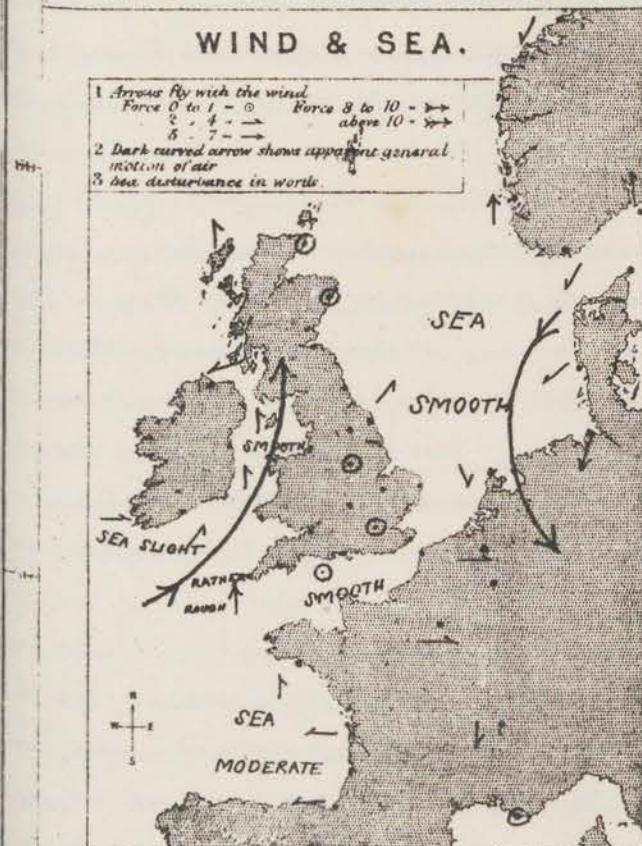 WIND & SEA.
1 Arrows fly with the wind
Force 0 to 1 - ⊙ Force 8 to 10 -
2 " 4 - above 10 -
5 " 7 -
2 Dark curved arrow shows apparent general
motion of air
3 Sea disturbance in words.
SEA
SMOOTH
SMOOTH
SEA SLIGHT
RATHER
ROUGH
SMOOTH
N
W E
S
SEA
MODERATE